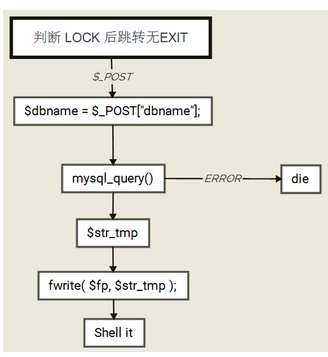 判断 LOCK 后跳转无EXIT
$_POST
$dbname = $_POST["dbname"];
mysql_query()
ERROR
die
$str_tmp
fwrite( $fp, $str_tmp );
Shell it